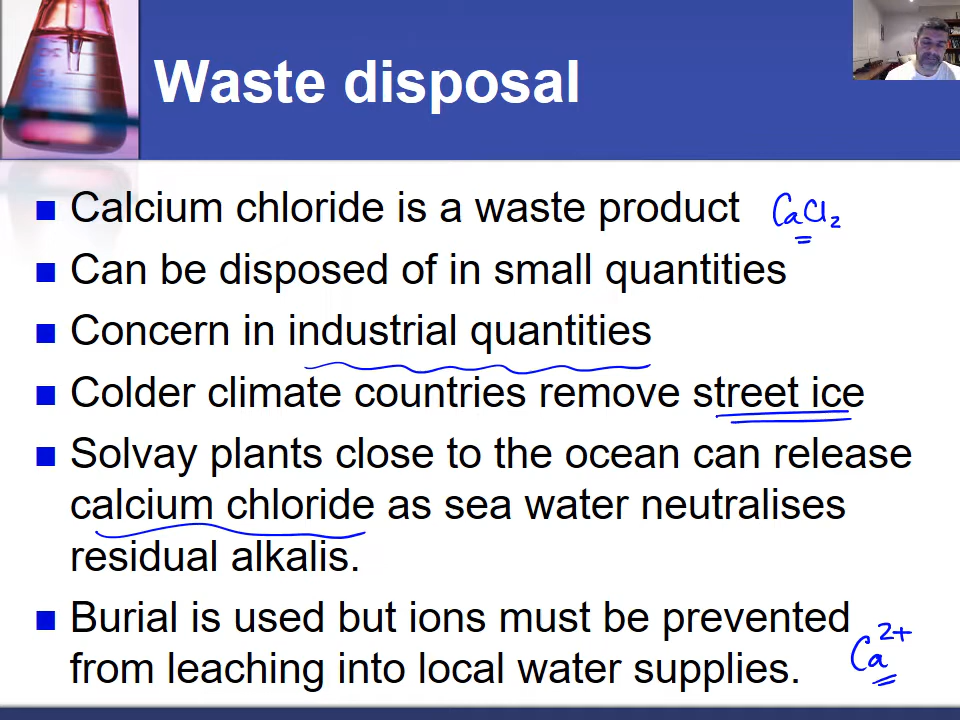 Waste disposal
Calcium chloride is a waste product CaCl₂
Can be disposed of in small quantities
Concern in industrial quantities
Colder climate countries remove street ice
Solvay plants close to the ocean can release
calcium chloride as sea water neutralises
residual alkalis.
Burial is used but ions must be prevented
from leaching into local water supplies. Ca²⁺